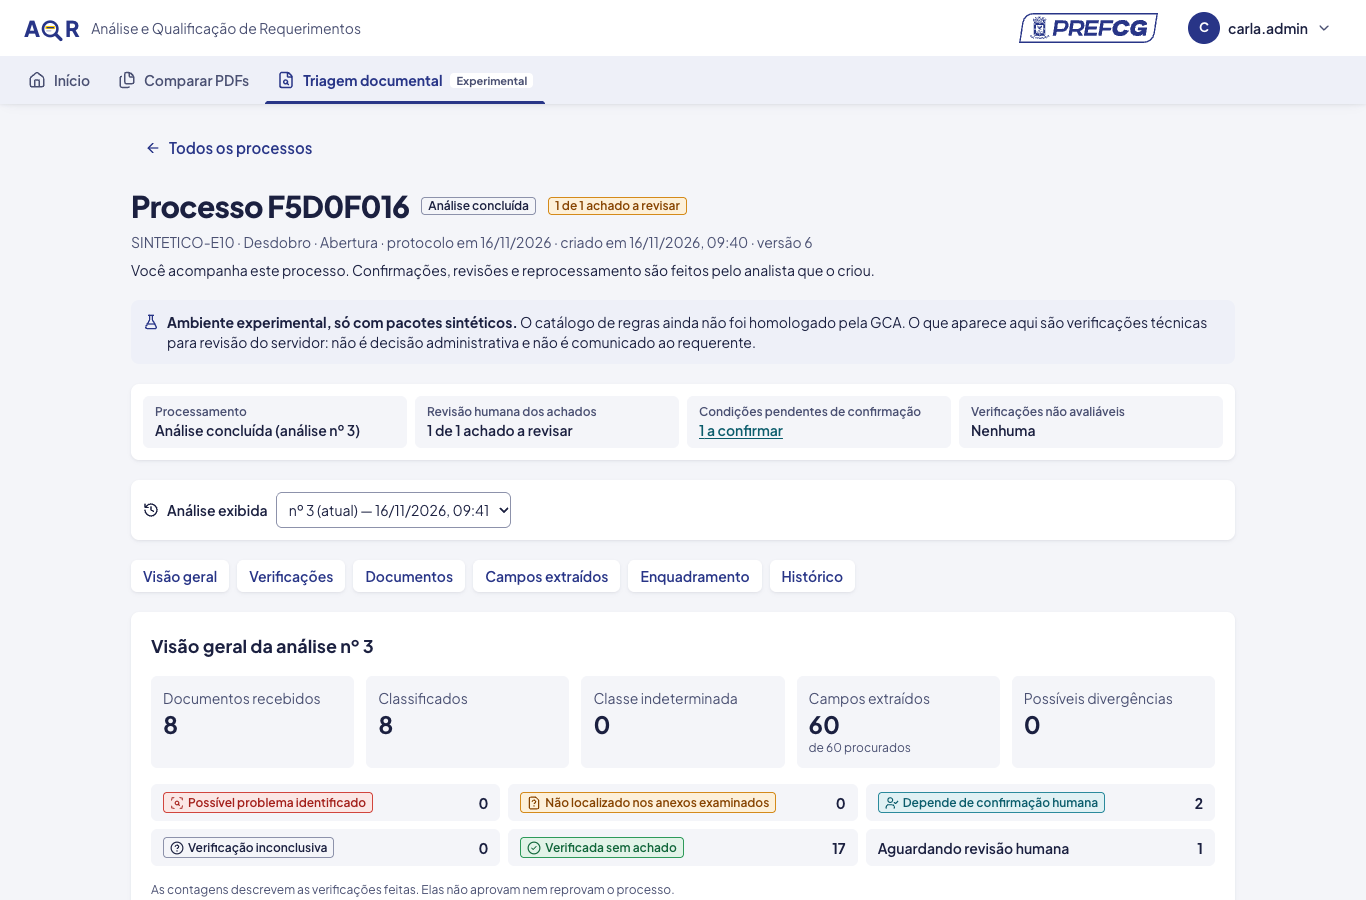 AQR Análise e Qualificação de Requerimentos
PREFCG
C carla.admin
Início
Comparar PDFs
Triagem documental Experimental
Todos os processos
Processo F5D0F016 Análise concluída 1 de 1 achado a revisar
SINTETICO-E10 · Desdobro · Abertura · protocolo em 16/11/2026 · criado em 16/11/2026, 09:40 · versão 6
Você acompanha este processo. Confirmações, revisões e reprocessamento são feitos pelo analista que o criou.
Ambiente experimental, só com pacotes sintéticos. O catálogo de regras ainda não foi homologado pela GCA. O que aparece aqui são verificações técnicas
para revisão do servidor: não é decisão administrativa e não é comunicado ao requerente.
Processamento
Análise concluída (análise nº 3)
Revisão humana dos achados
1 de 1 achado a revisar
Condições pendentes de confirmação
1 a confirmar
Verificações não avaliáveis
Nenhuma
Análise exibida nº 3 (atual) — 16/11/2026, 09:41
Visão geral
Verificações
Documentos
Campos extraídos
Enquadramento
Histórico
Visão geral da análise nº 3
Documentos recebidos
8
Classificados
8
Classe indeterminada
0
Campos extraídos
60
de 60 procurados
Possíveis divergências
0
Possível problema identificado 0
Não localizado nos anexos examinados 0
Depende de confirmação humana 2
Verificação inconclusiva 0
Verificada sem achado 17
Aguardando revisão humana 1
As contagens descrevem as verificações feitas. Elas não aprovam nem reprovam o processo.